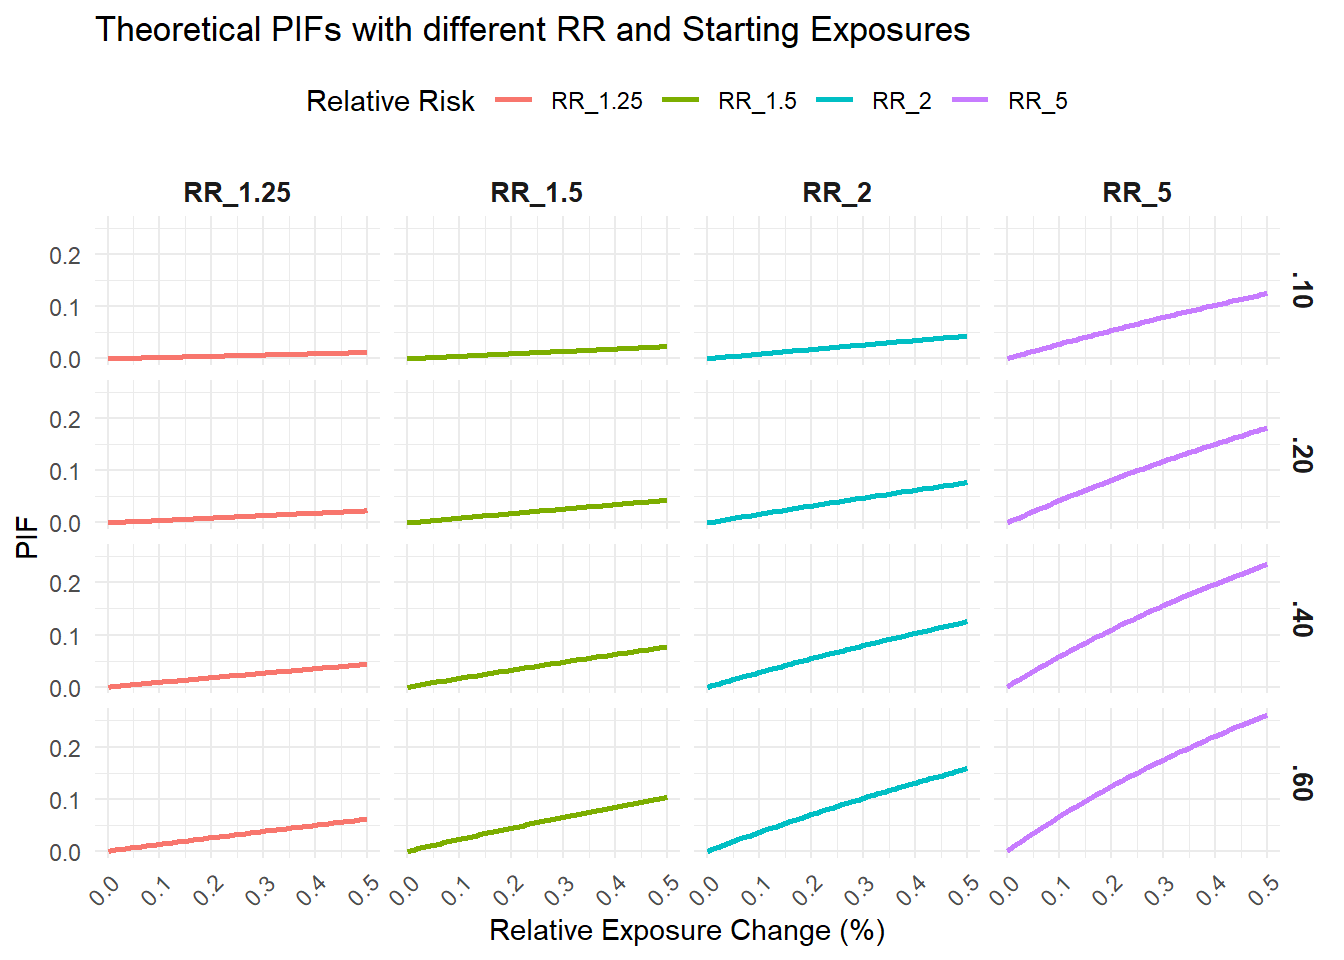 Theoretical PIFs with different RR and Starting Exposures
Relative Risk RR_1.25 RR_1.5 RR_2 RR_5
RR_1.25 RR_1.5 RR_2 RR_5
0.2
0.1
0.0
.10
0.2
0.1
0.0
.20
PIF
0.2
0.1
0.0
.40
0.2
0.1
0.0
.60
0.0 0.1 0.2 0.3 0.4 0.5 0.0 0.1 0.2 0.3 0.4 0.5 0.0 0.1 0.2 0.3 0.4 0.5 0.0 0.1 0.2 0.3 0.4 0.5
Relative Exposure Change (%)